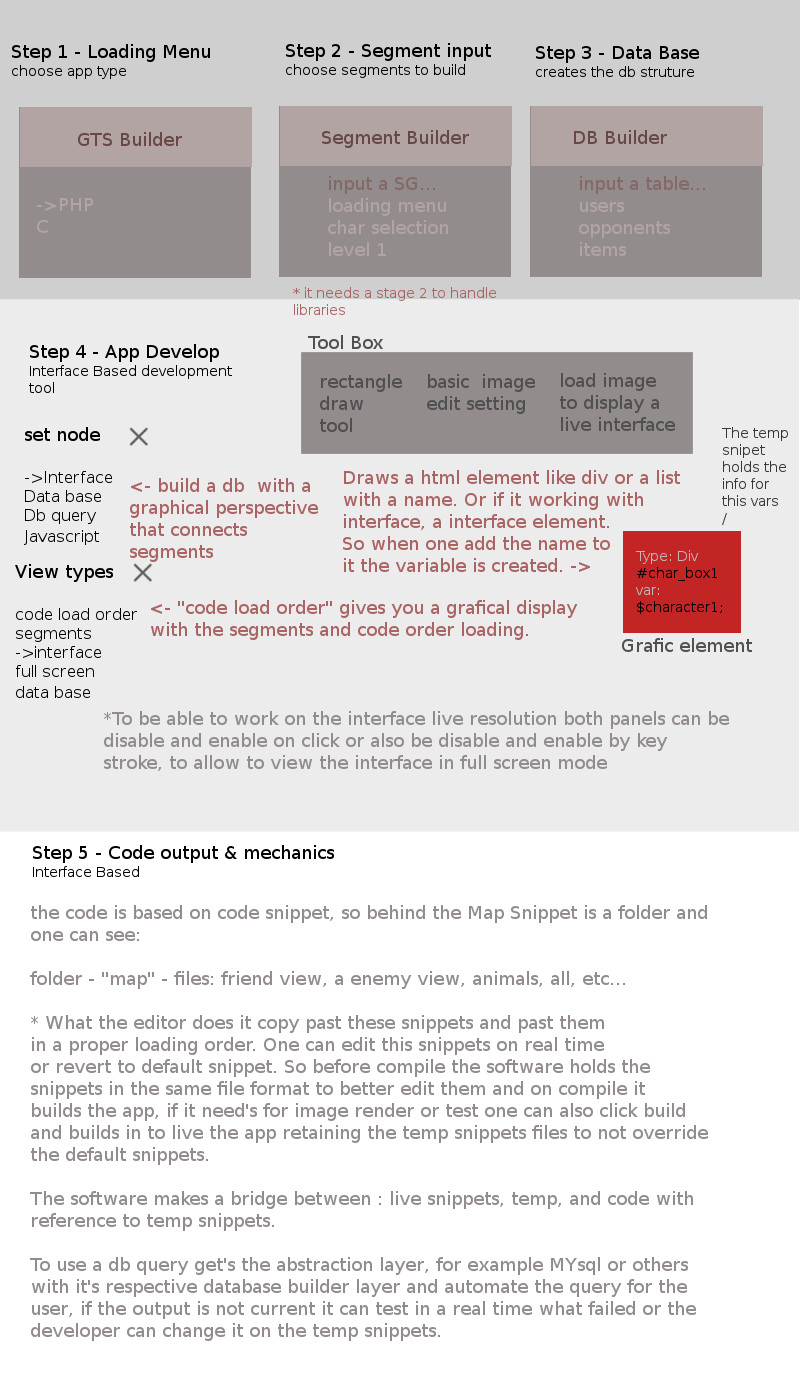 Step 1 - Loading Menu
choose app type
Step 2 - Segment input
choose segments to build
Step 3 - Data Base
creates the db struture
GTS Builder
->PHP
C
Segment Builder
input a SG...
loading menu
char selection
level 1
DB Builder
input a table...
users
opponents
items
* it needs a stage 2 to handle
libraries
Step 4 - App Develop
Interface Based development
tool
Tool Box
rectangle
draw
tool
basic  image
edit setting
load image
to display a
live interface
set node
->Interface
Data base
Db query
Javascript
<- build a db  with a
graphical perspective
that connects
segments
Draws a html element like div or a list
with a name. Or if it working with
interface, a interface element.
So when one add the name to
it the variable is created. ->
The temp
snipet
holds the
info for
this vars
/
Type: Div
#char_box1
var:
$character1;
Grafic element
View types
code load order
segments
->interface
full screen
data base
<- "code load order" gives you a grafical display
with the segments and code order loading.
*To be able to work on the interface live resolution both panels can be
disable and enable on click or also be disable and enable by key
stroke, to allow to view the interface in full screen mode
Step 5 - Code output & mechanics
Interface Based
the code is based on code snippet, so behind the Map Snippet is a folder and
one can see:
folder - "map" - files: friend view, a enemy view, animals, all, etc...
* What the editor does it copy past these snippets and past them
in a proper loading order. One can edit this snippets on real time
or revert to default snippet. So before compile the software holds the
snippets in the same file format to better edit them and on compile it
builds the app, if it need's for image render or test one can also click build
and builds in to live the app retaining the temp snippets files to not override
the default snippets.
The software makes a bridge between : live snippets, temp, and code with
reference to temp snippets.
To use a db query get's the abstraction layer, for example MYsql or others
with it's respective database builder layer and automate the query for the
user, if the output is not current it can test in a real time what failed or the
developer can change it on the temp snippets.